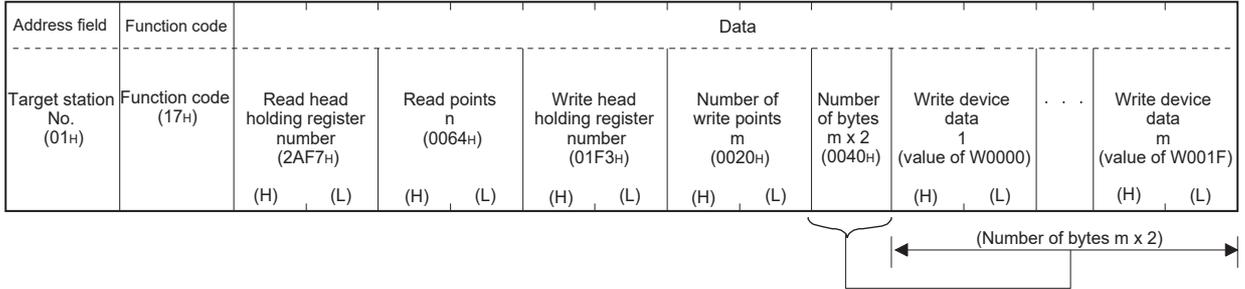 Address field
Function code
Data
Target station
No.
(01H)
Function code
(17H)
Read head
holding register
number
(2AF7H)
(H) (L)
Read points
n
(0064H)
(H) (L)
Write head
holding register
number
(01F3H)
(H) (L)
Number of
write points
m
(0020H)
(H) (L)
Number
of bytes
m x 2
(0040H)
Write device
data
1
(value of W0000)
(H) (L)
. . .
Write device
data
m
(value of W001F)
(H) (L)
(Number of bytes m x 2)